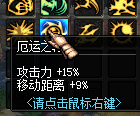 厄运之
攻击力 +15%
移动距离 +9%
<请点击鼠标右键>